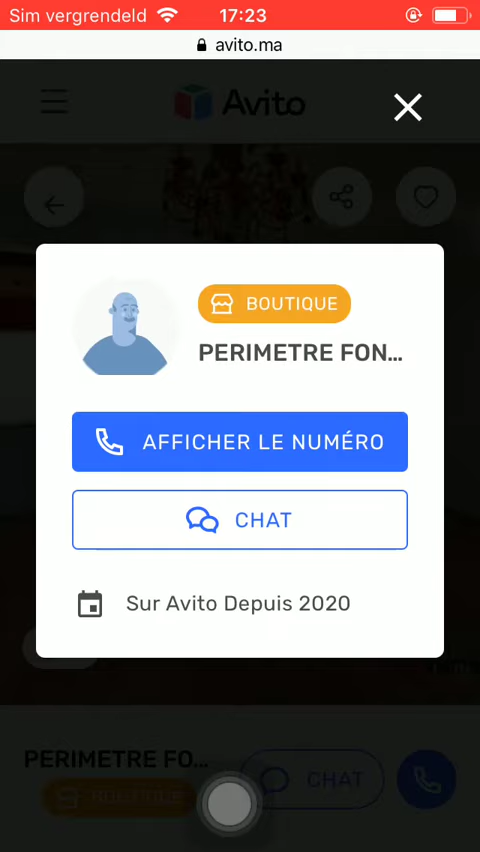 Sim vergrendeld 17:23
avito.ma
Avito
BOUTIQUE
PERIMETRE FON...
AFFICHER LE NUMÉRO
CHAT
Sur Avito Depuis 2020
PERIMETRE FO...
CHAT
BOUTIQUE